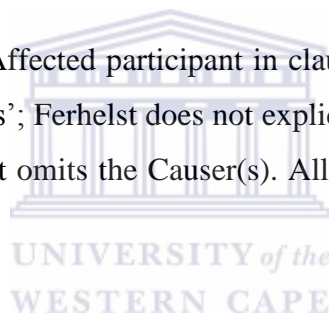 Affected participant in clau
s’; Ferhelst does not explic
t omits the Causer(s). All
UNIVERSITY of the
WESTERN CAPE